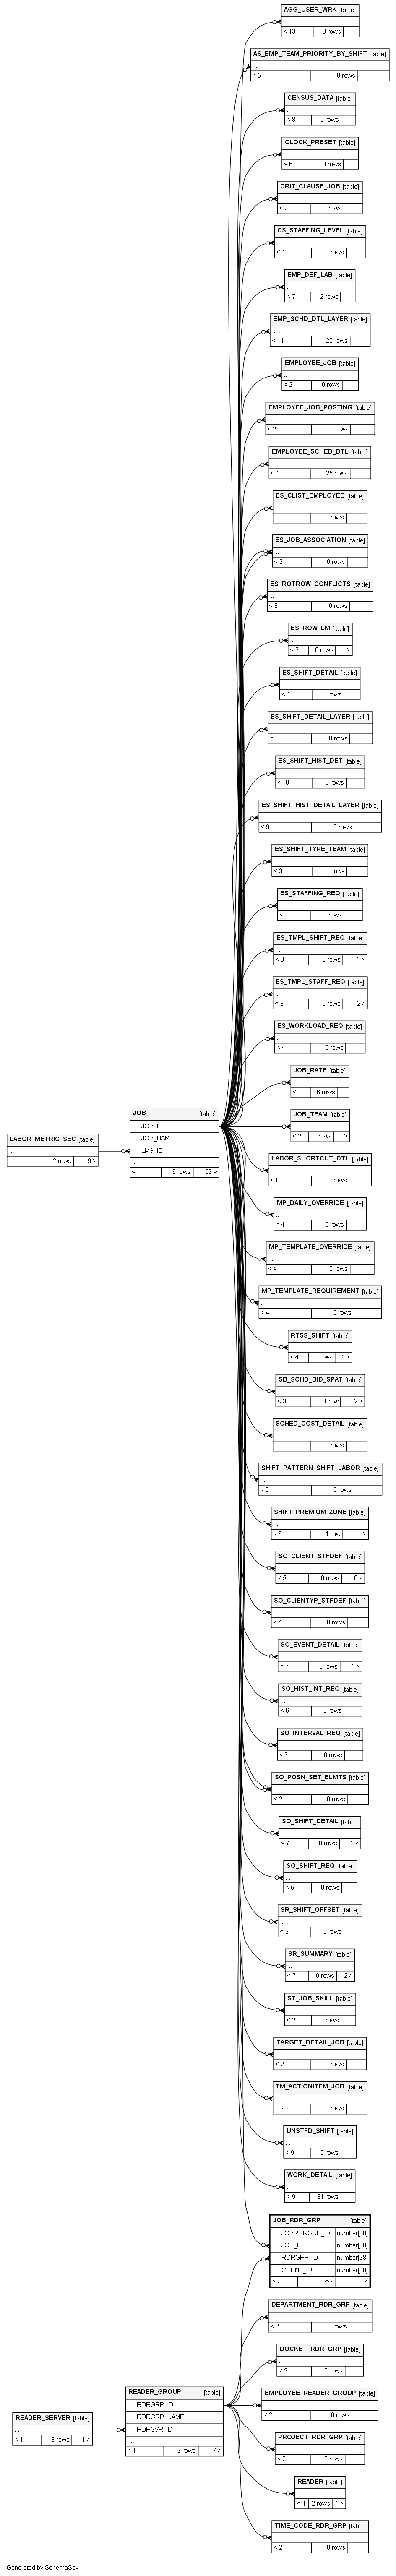 AGG_USER_WRK [table]
...
< 13 0 rows
AS_EMP_TEAM_PRIORITY_BY_SHIFT [table]
...
< 5 0 rows
CENSUS_DATA [table]
...
< 8 0 rows
CLOCK_PRESET [table]
...
< 6 10 rows
CRIT_CLAUSE_JOB [table]
...
< 2 0 rows
CS_STAFFING_LEVEL [table]
...
< 4 0 rows
EMP_DEF_LAB [table]
...
< 7 2 rows
EMP_SCHD_DTL_LAYER [table]
...
< 11 20 rows
EMPLOYEE_JOB [table]
...
< 2 0 rows
EMPLOYEE_JOB_POSTING [table]
...
< 2 0 rows
EMPLOYEE_SCHED_DTL [table]
...
< 11 25 rows
ES_CLIST_EMPLOYEE [table]
...
< 3 0 rows
ES_JOB_ASSOCIATION [table]
...
< 2 0 rows
ES_ROTROW_CONFLICTS [table]
...
< 8 0 rows
ES_ROW_LM [table]
...
< 9 0 rows 1 >
ES_SHIFT_DETAIL [table]
...
< 16 0 rows
ES_SHIFT_DETAIL_LAYER [table]
...
< 8 0 rows
ES_SHIFT_HIST_DET [table]
...
< 10 0 rows
ES_SHIFT_HIST_DETAIL_LAYER [table]
...
< 9 0 rows
ES_SHIFT_TYPE_TEAM [table]
...
< 3 1 row
ES_STAFFING_REQ [table]
...
< 3 0 rows
ES_TMPL_SHIFT_REQ [table]
...
< 3 0 rows 1 >
ES_TMPL_STAFF_REQ [table]
...
< 3 0 rows 2 >
ES_WORKLOAD_REQ [table]
...
< 4 0 rows
JOB_RATE [table]
...
< 1 6 rows
JOB_TEAM [table]
...
< 2 0 rows 1 >
JOB [table]
JOB_ID
JOB_NAME
LMS_ID
...
< 1 6 rows 53 >
LABOR_METRIC_SEC [table]
...
2 rows 9 >
LABOR_SHORTCUT_DTL [table]
...
< 8 0 rows
MP_DAILY_OVERRIDE [table]
...
< 4 0 rows
MP_TEMPLATE_OVERRIDE [table]
...
< 4 0 rows
MP_TEMPLATE_REQUIREMENT [table]
...
< 4 0 rows
RTSS_SHIFT [table]
...
< 4 0 rows 1 >
SB_SCHD_BID_SPAT [table]
...
< 3 1 row 2 >
SCHED_COST_DETAIL [table]
...
< 8 0 rows
SHIFT_PATTERN_SHIFT_LABOR [table]
...
< 9 0 rows
SHIFT_PREMIUM_ZONE [table]
...
< 6 1 row 1 >
SO_CLIENT_STFDEF [table]
...
< 5 0 rows 6 >
SO_CLIENTYP_STFDEF [table]
...
< 4 0 rows
SO_EVENT_DETAIL [table]
...
< 7 0 rows 1 >
SO_HIST_INT_REQ [table]
...
< 6 0 rows
SO_INTERVAL_REQ [table]
...
< 6 0 rows
SO_POSN_SET_ELMTS [table]
...
< 2 0 rows
SO_SHIFT_DETAIL [table]
...
< 7 0 rows 1 >
SO_SHIFT_REQ [table]
...
< 5 0 rows
SR_SHIFT_OFFSET [table]
...
< 3 0 rows
SR_SUMMARY [table]
...
< 7 0 rows 2 >
ST_JOB_SKILL [table]
...
< 2 0 rows
TARGET_DETAIL_JOB [table]
...
< 2 0 rows
TM_ACTIONITEM_JOB [table]
...
< 2 0 rows
UNSTFD_SHIFT [table]
...
< 9 0 rows
WORK_DETAIL [table]
...
< 9 31 rows
JOB_RDR_GRP [table]
JOBRDRGRP_ID number[38]
JOB_ID number[38]
RDRGRP_ID number[38]
CLIENT_ID number[38]
< 2 0 rows 0 >
DEPARTMENT_RDR_GRP [table]
...
< 2 0 rows
DOCKET_RDR_GRP [table]
...
< 2 0 rows
READER_GROUP [table]
RDRGRP_ID
RDRGRP_NAME
RDRSVR_ID
...
< 1 3 rows 7 >
EMPLOYEE_READER_GROUP [table]
...
< 2 0 rows
READER_SERVER [table]
...
< 1 3 rows 1 >
PROJECT_RDR_GRP [table]
...
< 2 0 rows
READER [table]
...
< 4 2 rows 1 >
TIME_CODE_RDR_GRP [table]
...
< 2 0 rows
Generated by SchemaSpy